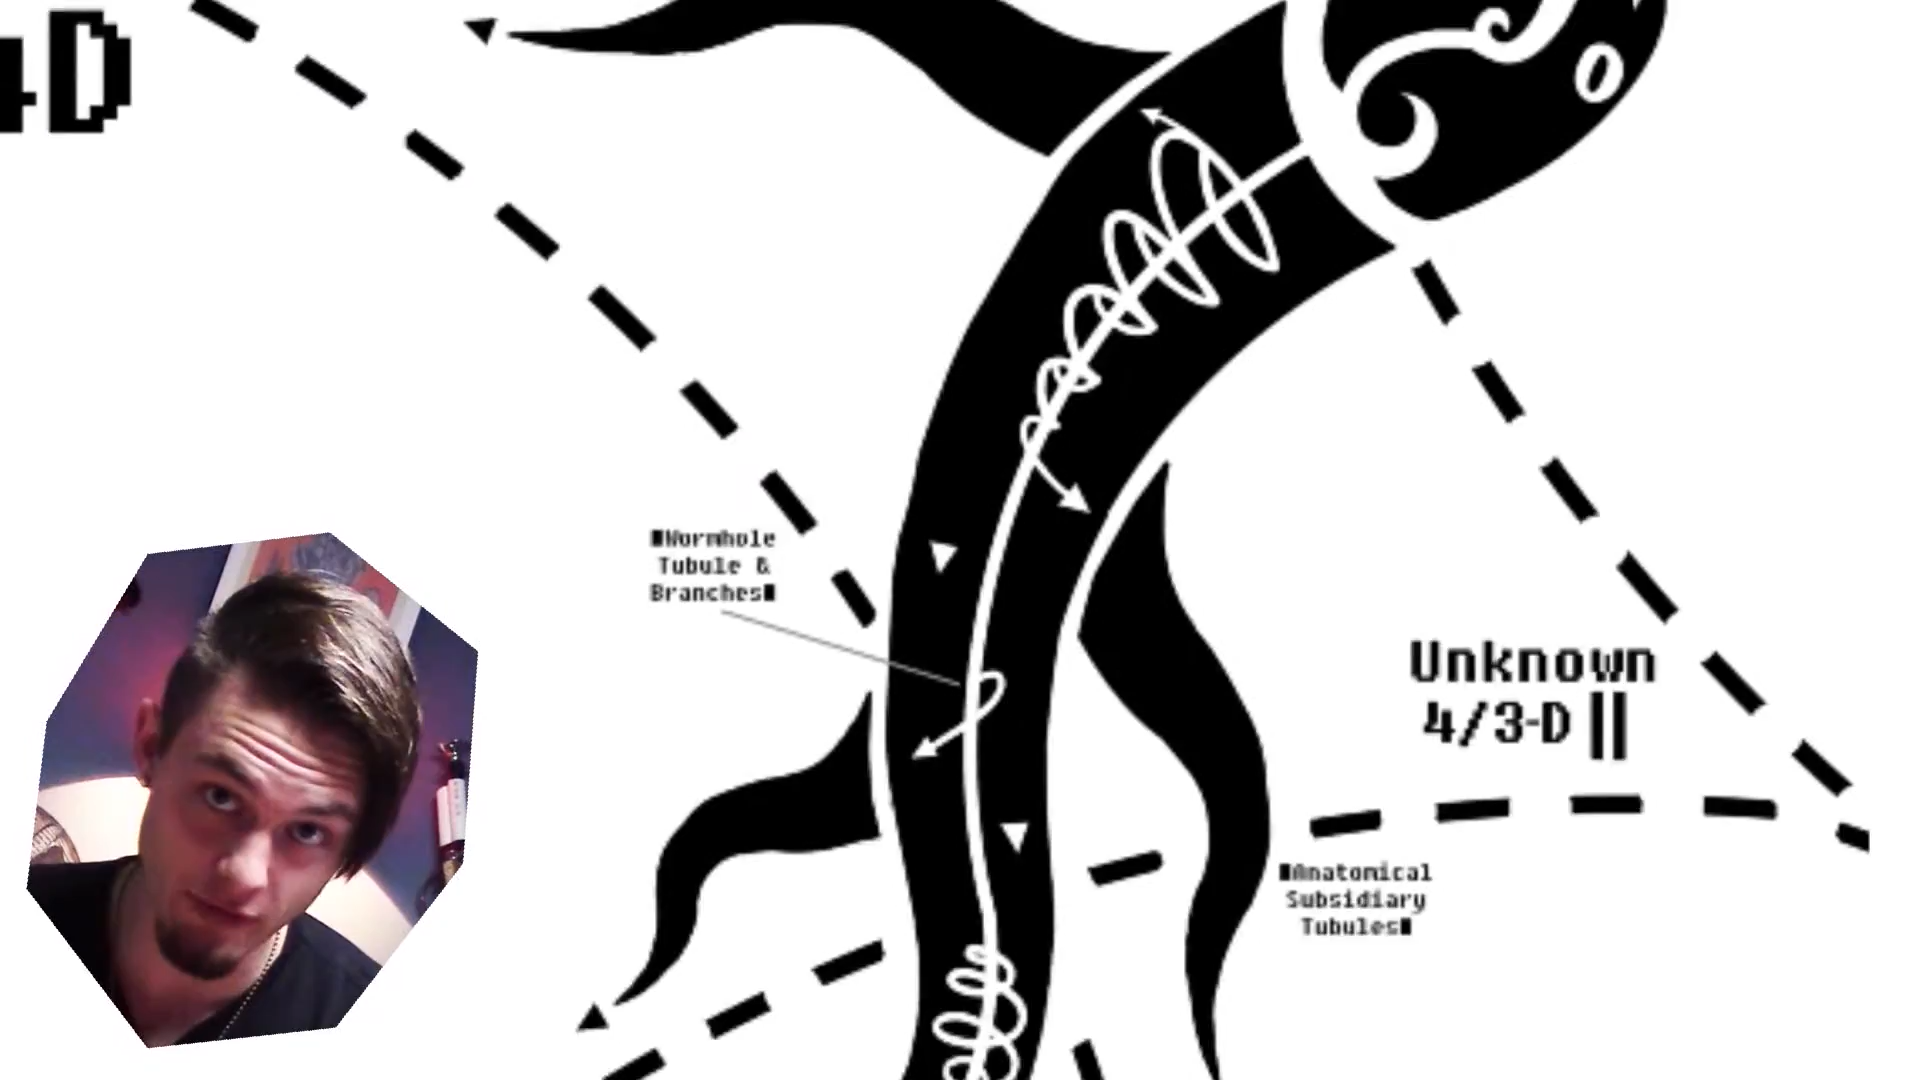 4D
■Wormhole
Tubule &
Branches■
Unknown
4/3-D ||
■Anatomical
Subsidiary
Tubules■